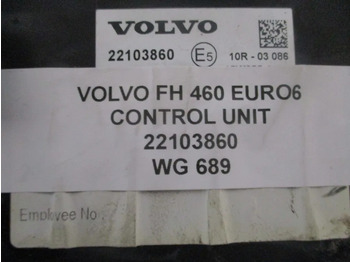 VOLVO
22103860 E5 10R - 03 086
VOLVO FH 460 EURO6
CONTROL UNIT
22103860
WG 689
Employee No